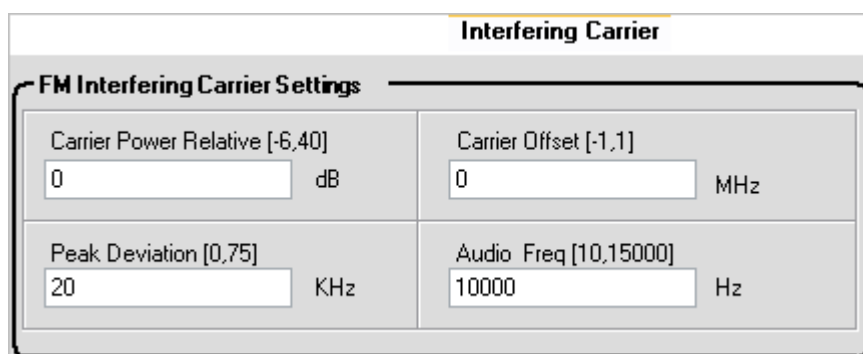 Interfering Carrier
FM Interfering Carrier Settings
Carrier Power Relative [-6,40]
0 dB
Carrier Offset [-1,1]
0 MHz
Peak Deviation [0,75]
20 KHz
Audio Freq [10,15000]
10000 Hz